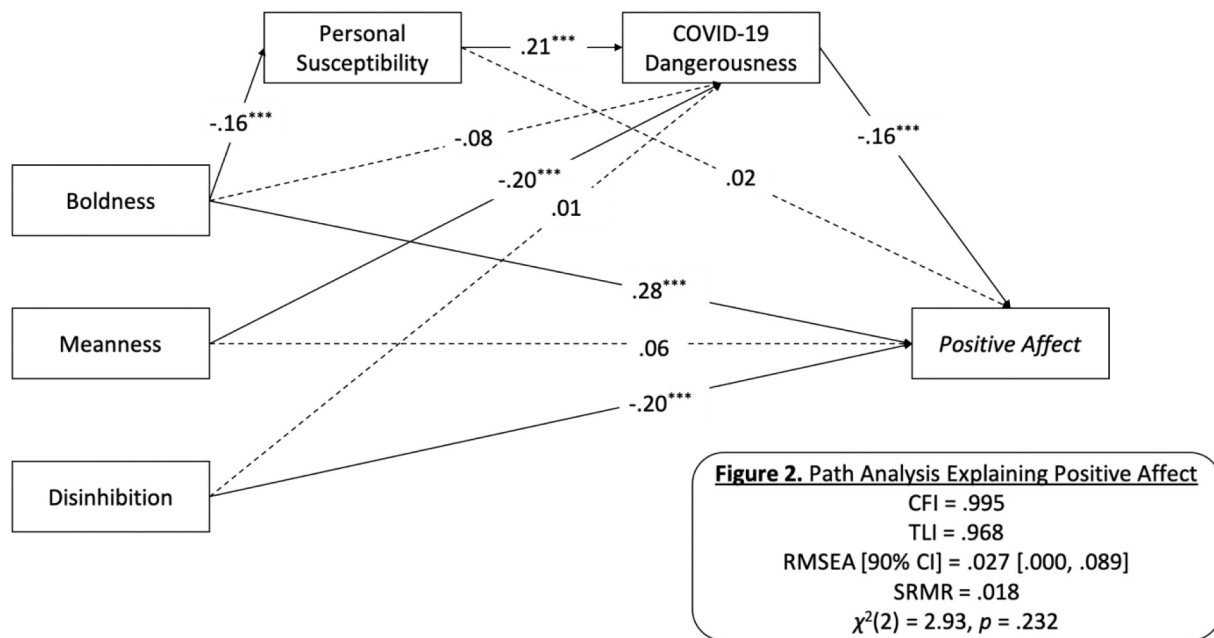 Personal
Susceptibility
.21***
COVID-19
Dangerousness
-.16***
-.08
-.16***
-.20***
.02
Boldness
.01
.28***
Meanness
.06
Positive Affect
-.20***
Disinhibition
Figure 2. Path Analysis Explaining Positive Affect
CFI = .995
TLI = .968
RMSEA [90% CI] = .027 [.000, .089]
SRMR = .018
χ²(2) = 2.93, p = .232